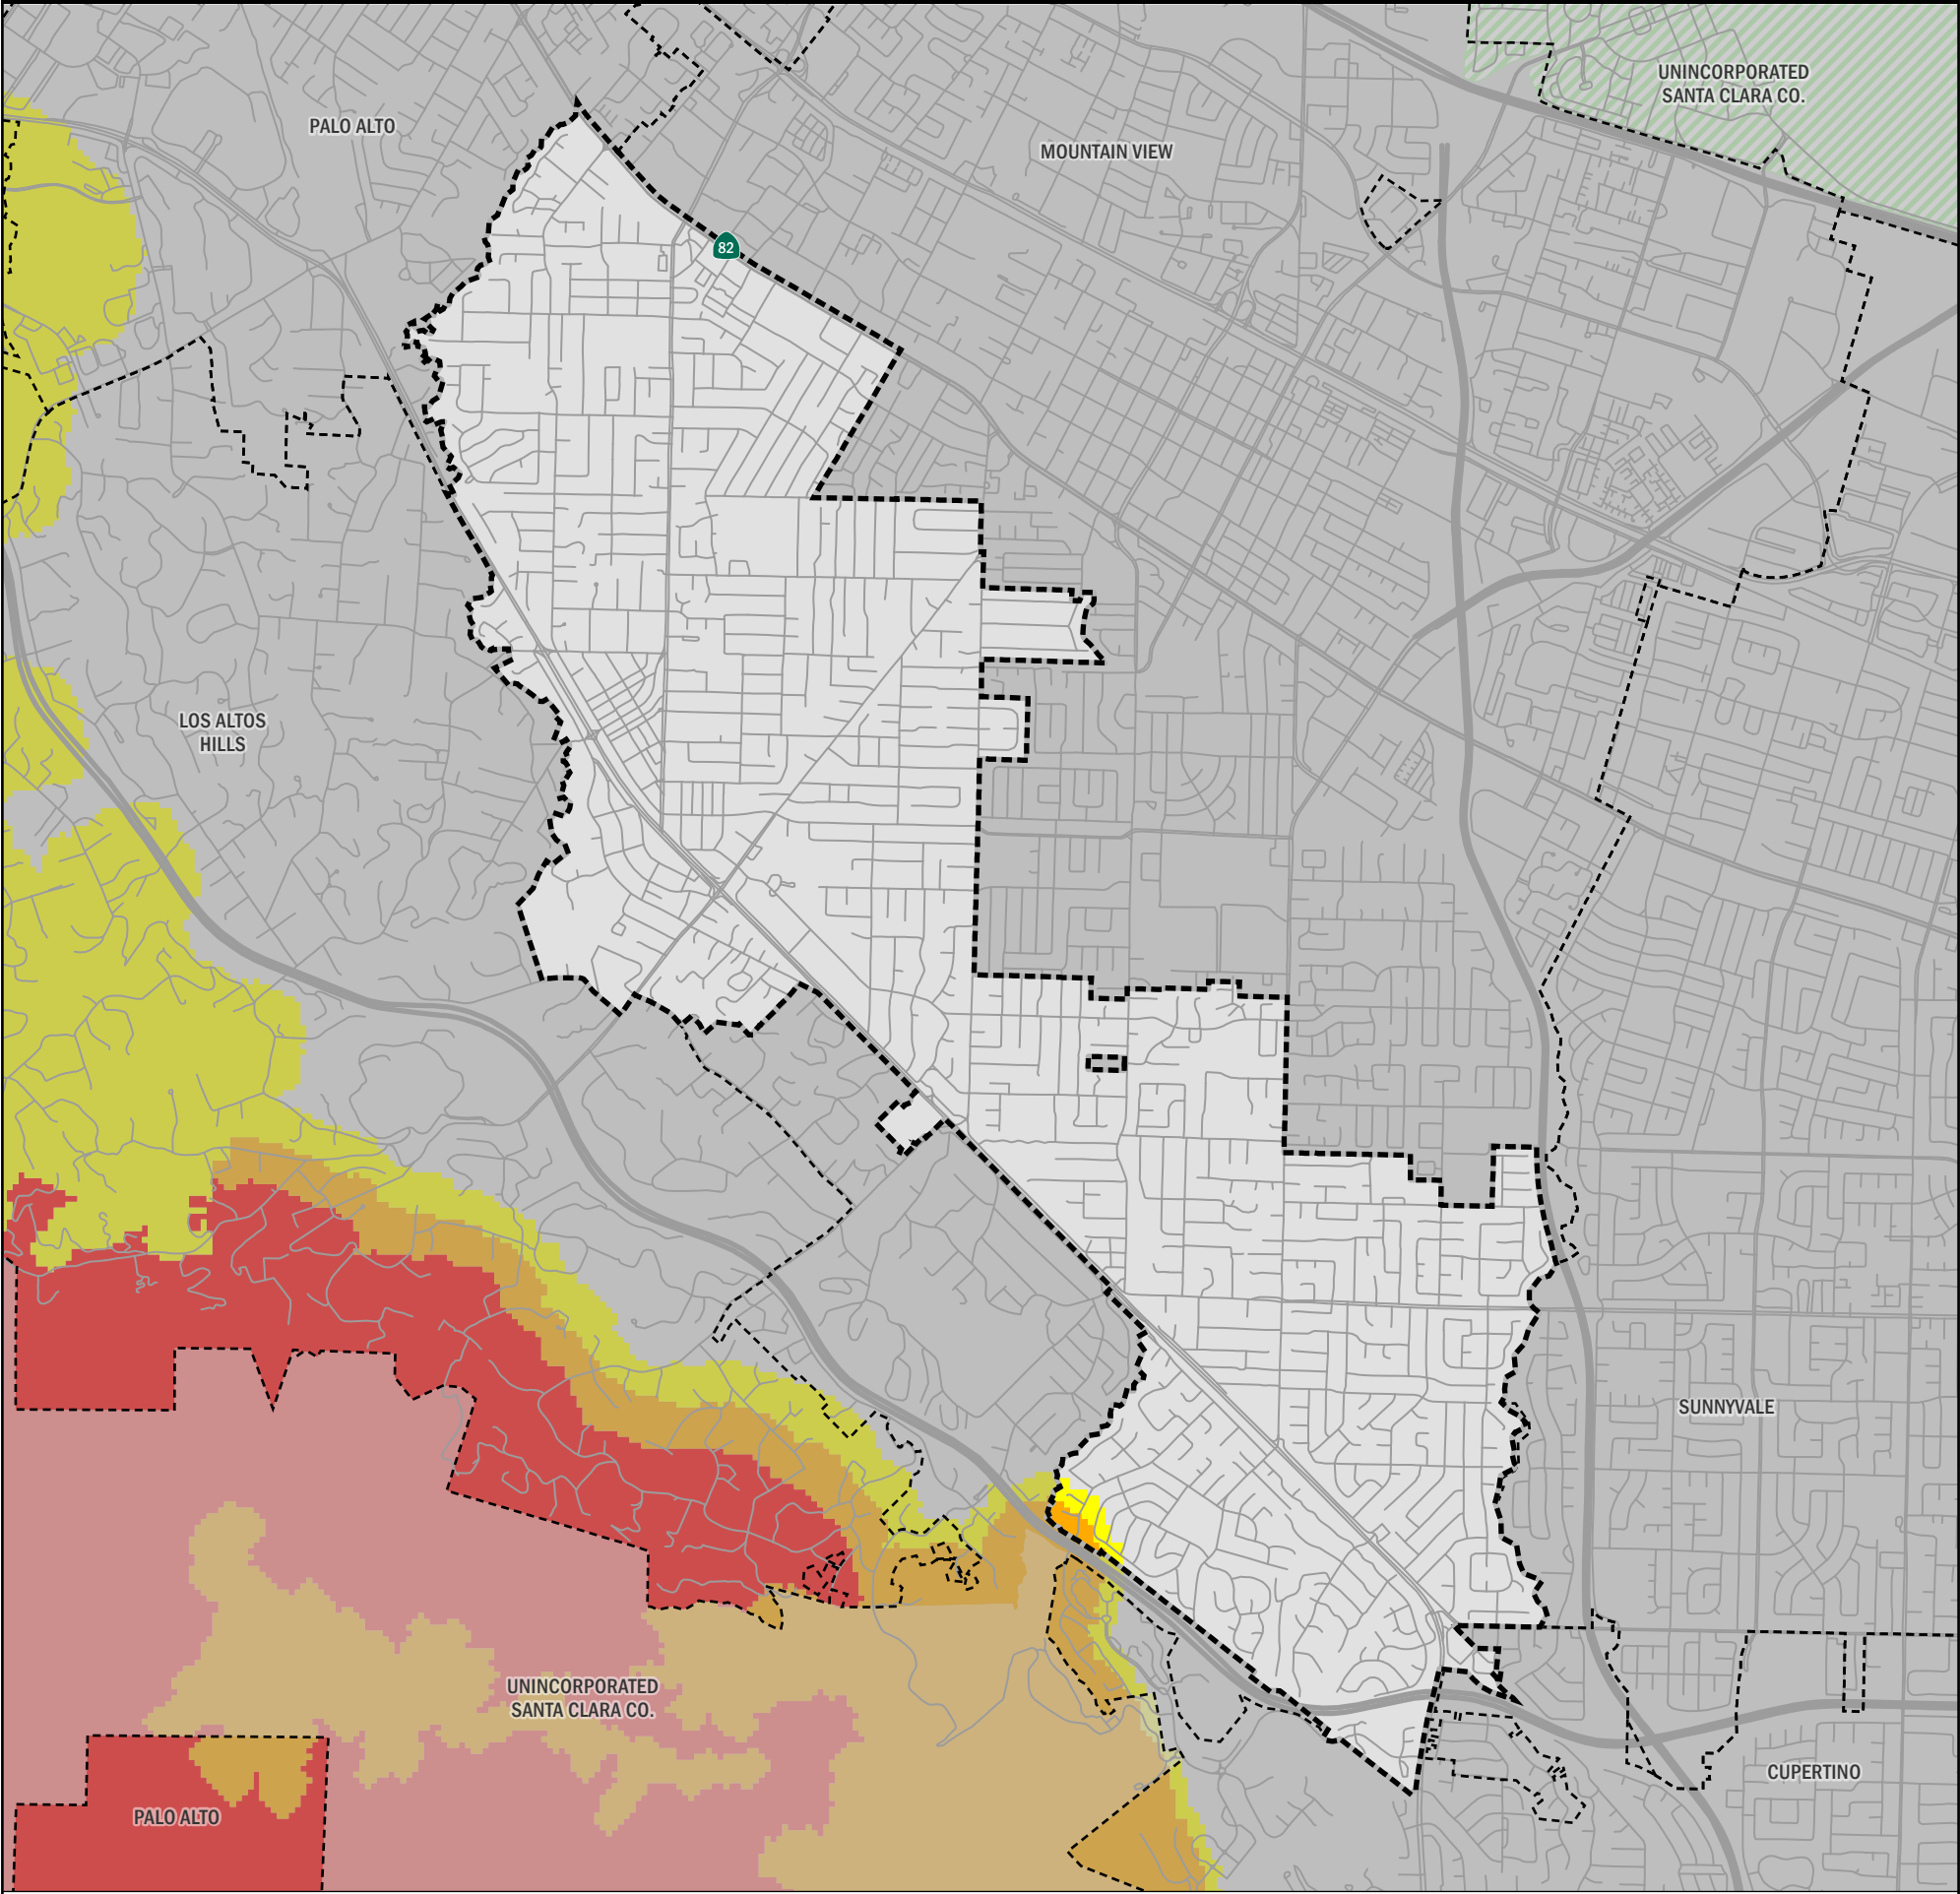 UNINCORPORATED
SANTA CLARA CO.
PALO ALTO
MOUNTAIN VIEW
82
LOS ALTOS
HILLS
SUNNYVALE
UNINCORPORATED
SANTA CLARA CO.
CUPERTINO
PALO ALTO